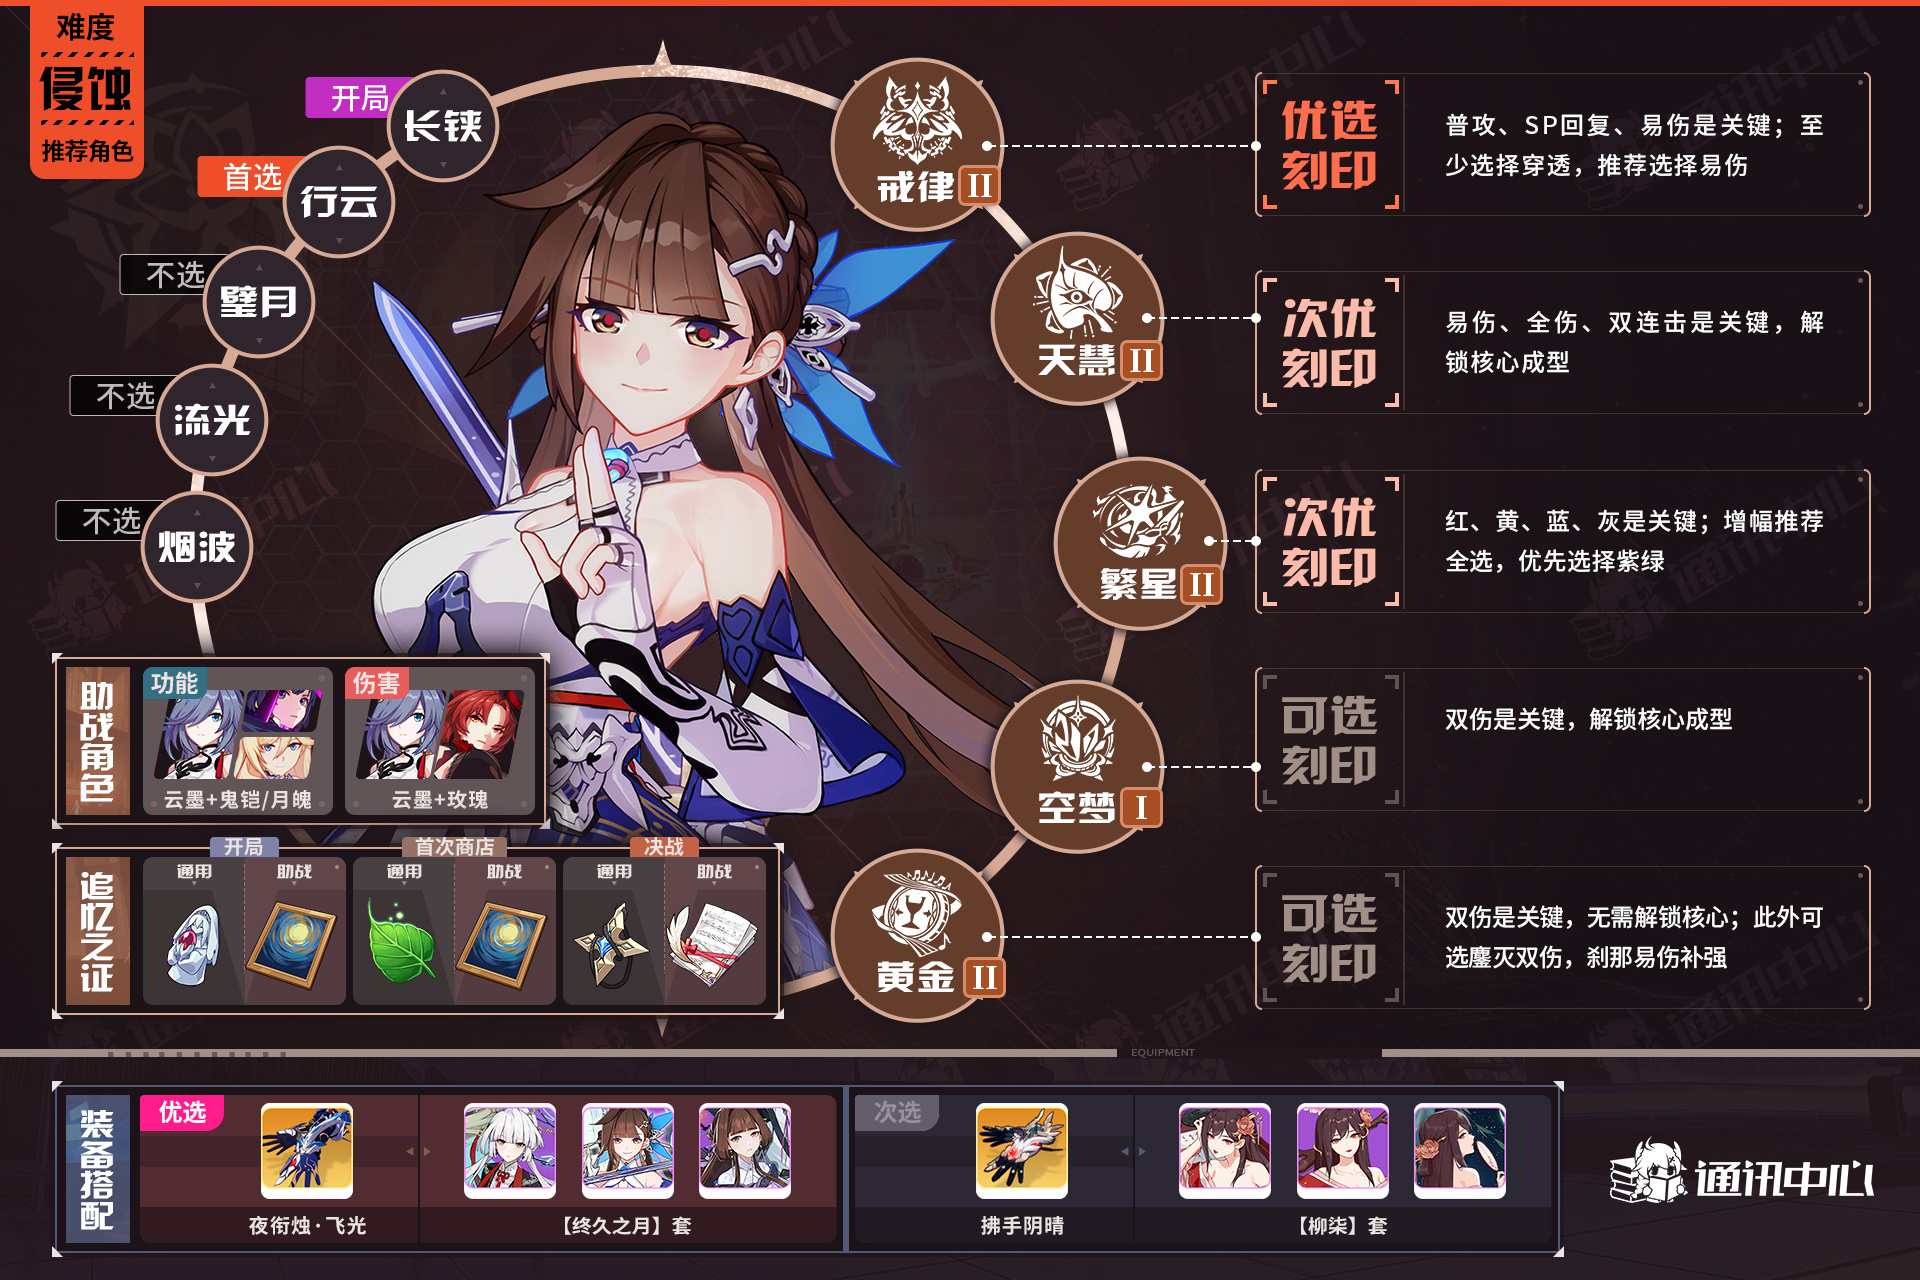 难度
侵蚀
推荐角色
开局
长铗
首选
行云
不选
璧月
不选
流光
不选
烟波
戒律 II
优选
刻印
普攻、SP回复、易伤是关键；至
少选择穿透，推荐选择易伤
天慧 II
次优
刻印
易伤、全伤、双连击是关键，解
锁核心成型
繁星 II
次优
刻印
红、黄、蓝、灰是关键；增幅推荐
全选，优先选择紫绿
空梦 I
可选
刻印
双伤是关键，解锁核心成型
黄金 II
可选
刻印
双伤是关键，无需解锁核心；此外可
选鏖灭双伤，刹那易伤补强
助战角色
功能
云墨+鬼铠/月魄
伤害
云墨+玫瑰
追忆之证
开局
通用
助战
首次商店
通用
助战
决战
通用
助战
EQUIPMENT
装备搭配
优选
夜衔烛·飞光
【终久之月】套
次选
拂手阴晴
【柳柒】套
通讯中心